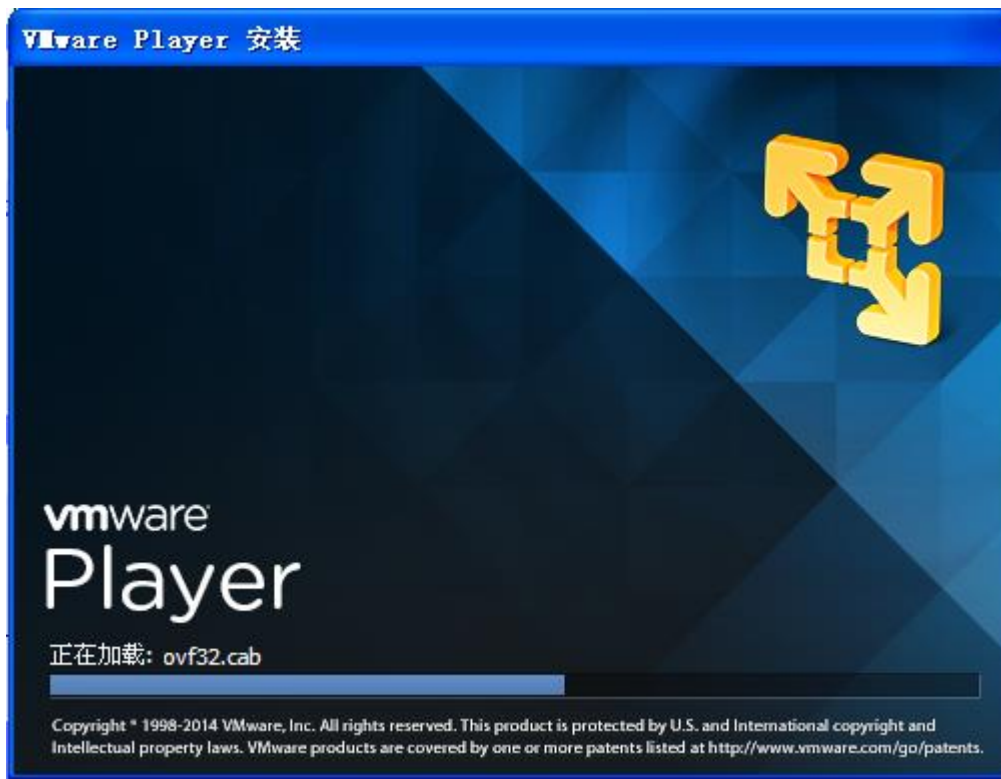 VMware Player 安装
vmware
Player
正在加载: ovf32.cab
Copyright © 1998-2014 VMware, Inc. All rights reserved. This product is protected by U.S. and International copyright and
Intellectual property laws. VMware products are covered by one or more patents listed at http://www.vmware.com/go/patents.